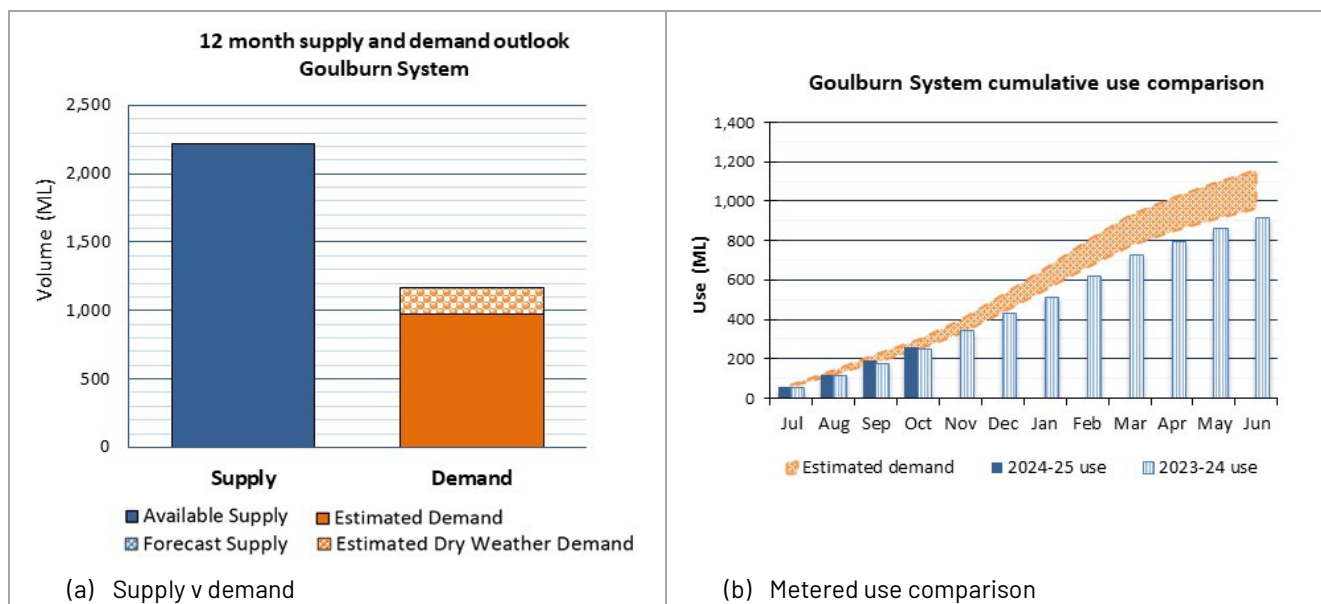 12 month supply and demand outlook
Goulburn System
Volume (ML)
2,500
2,000
1,500
1,000
500
0
Supply Demand
Available Supply Estimated Demand
Forecast Supply Estimated Dry Weather Demand
(a) Supply v demand
Goulburn System cumulative use comparison
Use (ML)
1,400
1,200
1,000
800
600
400
200
0
Jul Aug Sep Oct Nov Dec Jan Feb Mar Apr May Jun
Estimated demand 2024-25 use 2023-24 use
(b) Metered use comparison